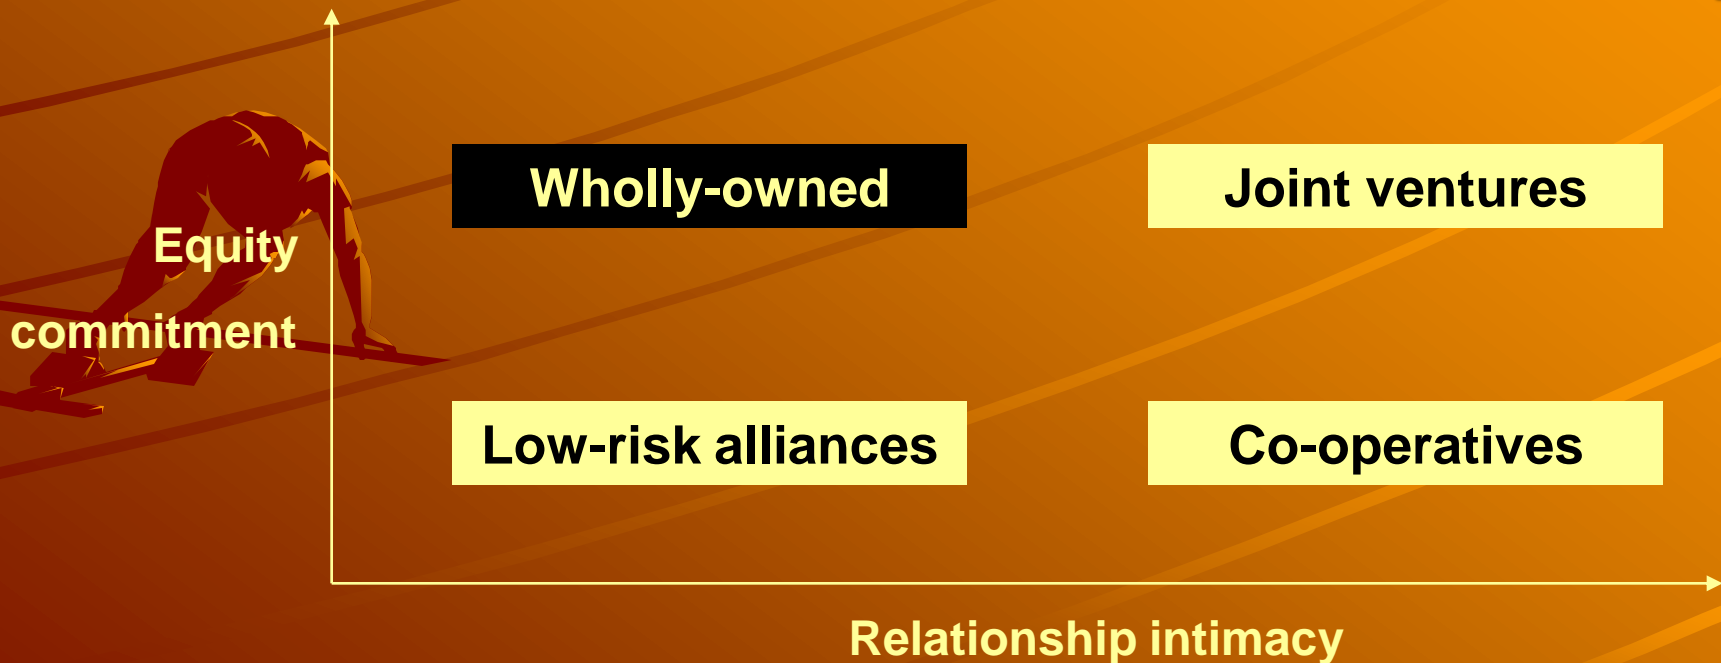 Wholly-owned
Joint ventures
Equity
commitment
Low-risk alliances
Co-operatives
Relationship intimacy